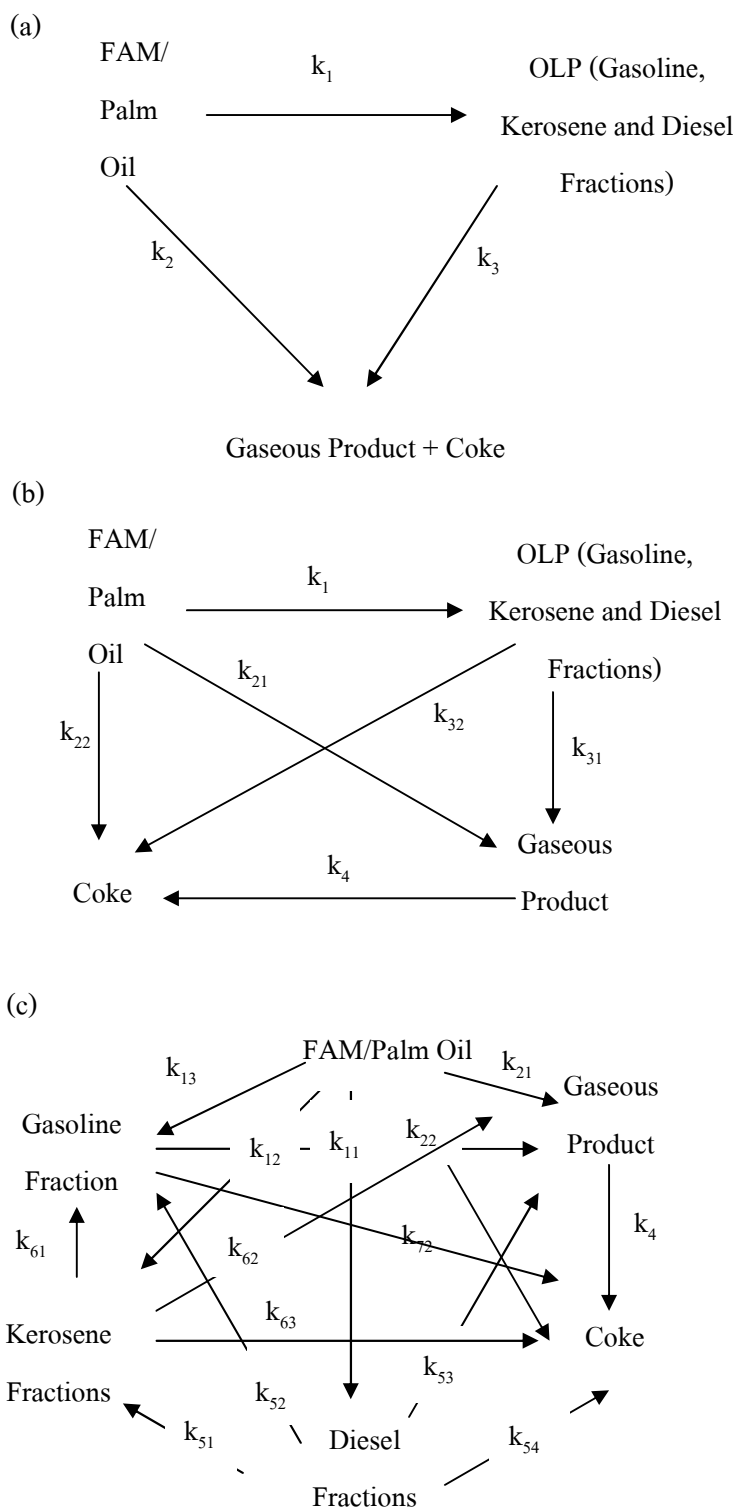 (a)
FAM/
Palm
Oil
k1
OLP (Gasoline,
Kerosene and Diesel
Fractions)
k2
k3
Gaseous Product + Coke
(b)
FAM/
Palm
Oil
k1
OLP (Gasoline,
Kerosene and Diesel
Fractions)
k21
k32
k22
k31
Gaseous
Product
k4
Coke
(c)
FAM/Palm Oil
k13
k21
Gaseous
Product
Gasoline
Fraction
k12
k11
k22
k61
k62
k72
k4
Kerosene
Fractions
k63
Coke
k52
k53
k51
Diesel
Fractions
k54